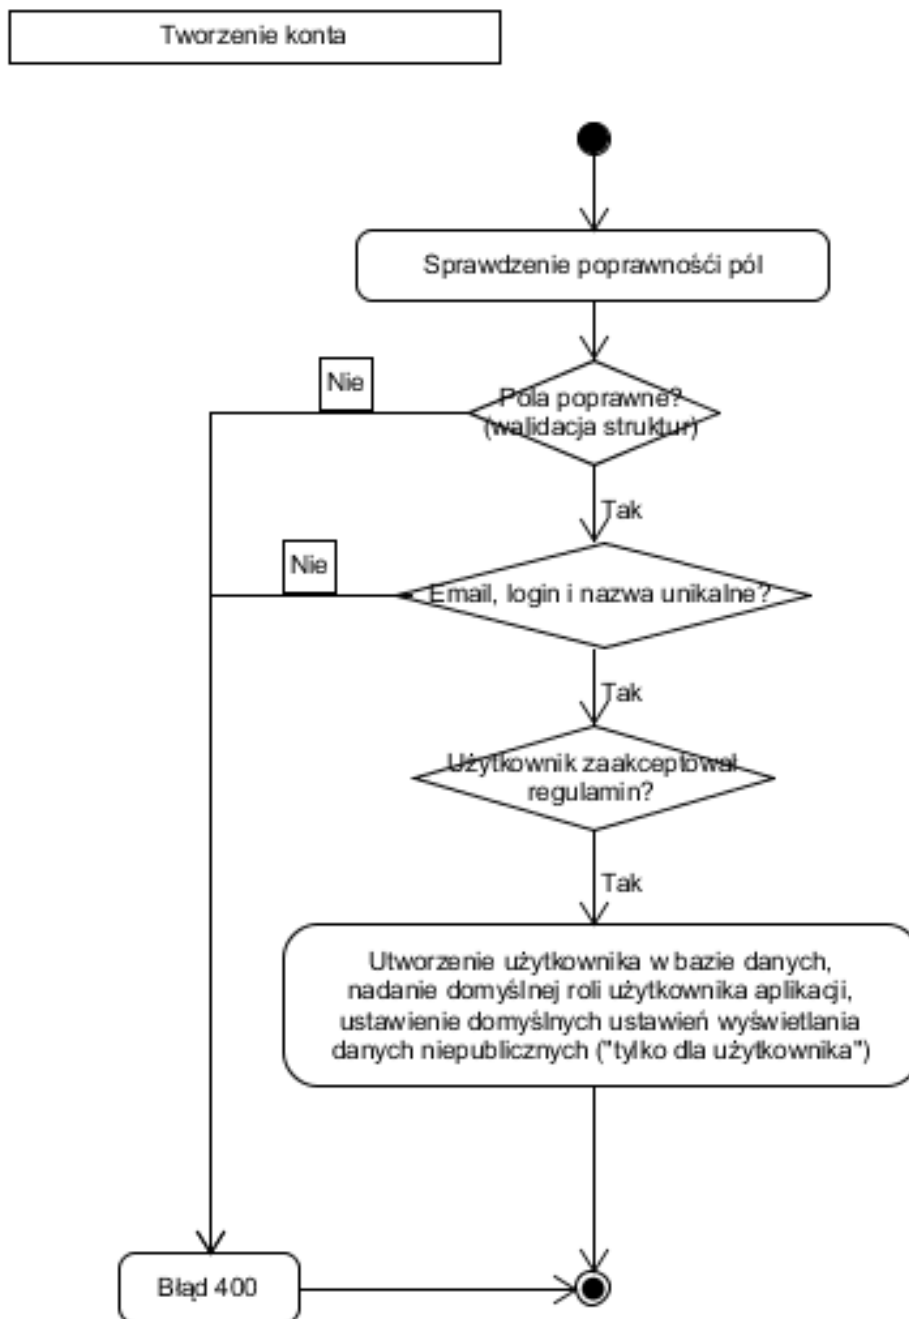 Tworzenie konta
Sprawdzenie poprawnośći pól
Nie
Pola poprawne?
(walidacja struktur)
Tak
Nie
Email, login i nazwa unikalne?
Tak
Użytkownik zaakceptował
regulamin?
Tak
Utworzenie użytkownika w bazie danych,
nadanie domyślnej roli użytkownika aplikacji,
ustawienie domyślnych ustawień wyświetlania
danych niepublicznych ("tylko dla użytkownika")
Błąd 400